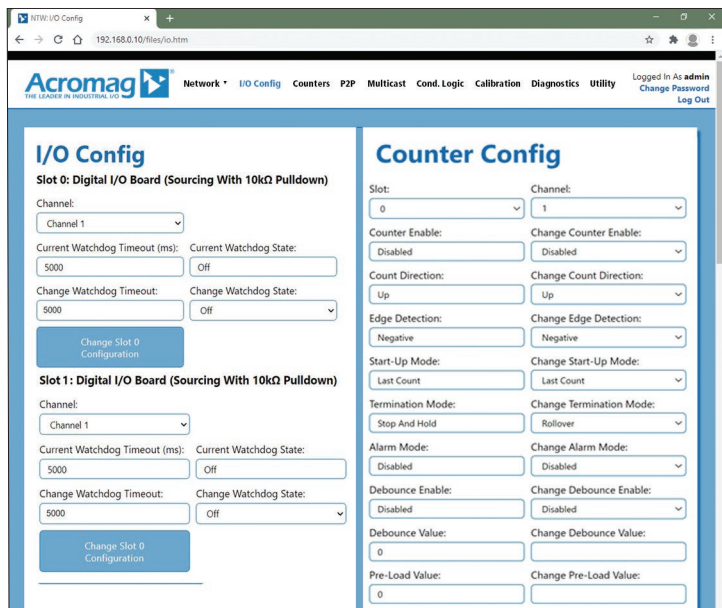 NTW: I/O Config
192.168.0.10/files/io.htm
Acromag
THE LEADER IN INDUSTRIAL I/O
Network I/O Config Counters P2P Multicast Cond. Logic Calibration Diagnostics Utility
Logged In As admin
Change Password
Log Out
I/O Config
Slot 0: Digital I/O Board (Sourcing With 10kΩ Pulldown)
Channel:
Channel 1
Current Watchdog Timeout (ms): Current Watchdog State:
5000 Off
Change Watchdog Timeout: Change Watchdog State:
5000 Off
Change Slot 0
Configuration
Slot 1: Digital I/O Board (Sourcing With 10kΩ Pulldown)
Channel:
Channel 1
Current Watchdog Timeout (ms): Current Watchdog State:
5000 Off
Change Watchdog Timeout: Change Watchdog State:
5000 Off
Change Slot 0
Configuration
Counter Config
Slot: Channel:
0 1
Counter Enable: Change Counter Enable:
Disabled Disabled
Count Direction: Change Count Direction:
Up Up
Edge Detection: Change Edge Detection:
Negative Negative
Start-Up Mode: Change Start-Up Mode:
Last Count Last Count
Termination Mode: Change Termination Mode:
Stop And Hold Rollover
Alarm Mode: Change Alarm Mode:
Disabled Disabled
Debounce Enable: Change Debounce Enable:
Disabled Disabled
Debounce Value: Change Debounce Value:
0
Pre-Load Value: Change Pre-Load Value:
0